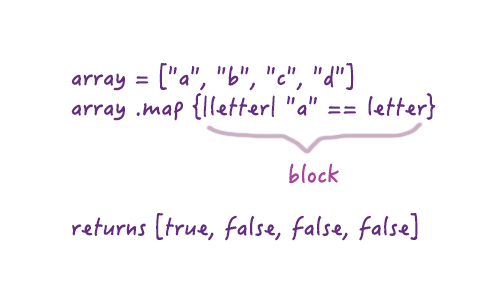 array = ["a", "b", "c", "d"]
array .map {|letter| "a" == letter}
block
returns [true, false, false, false]